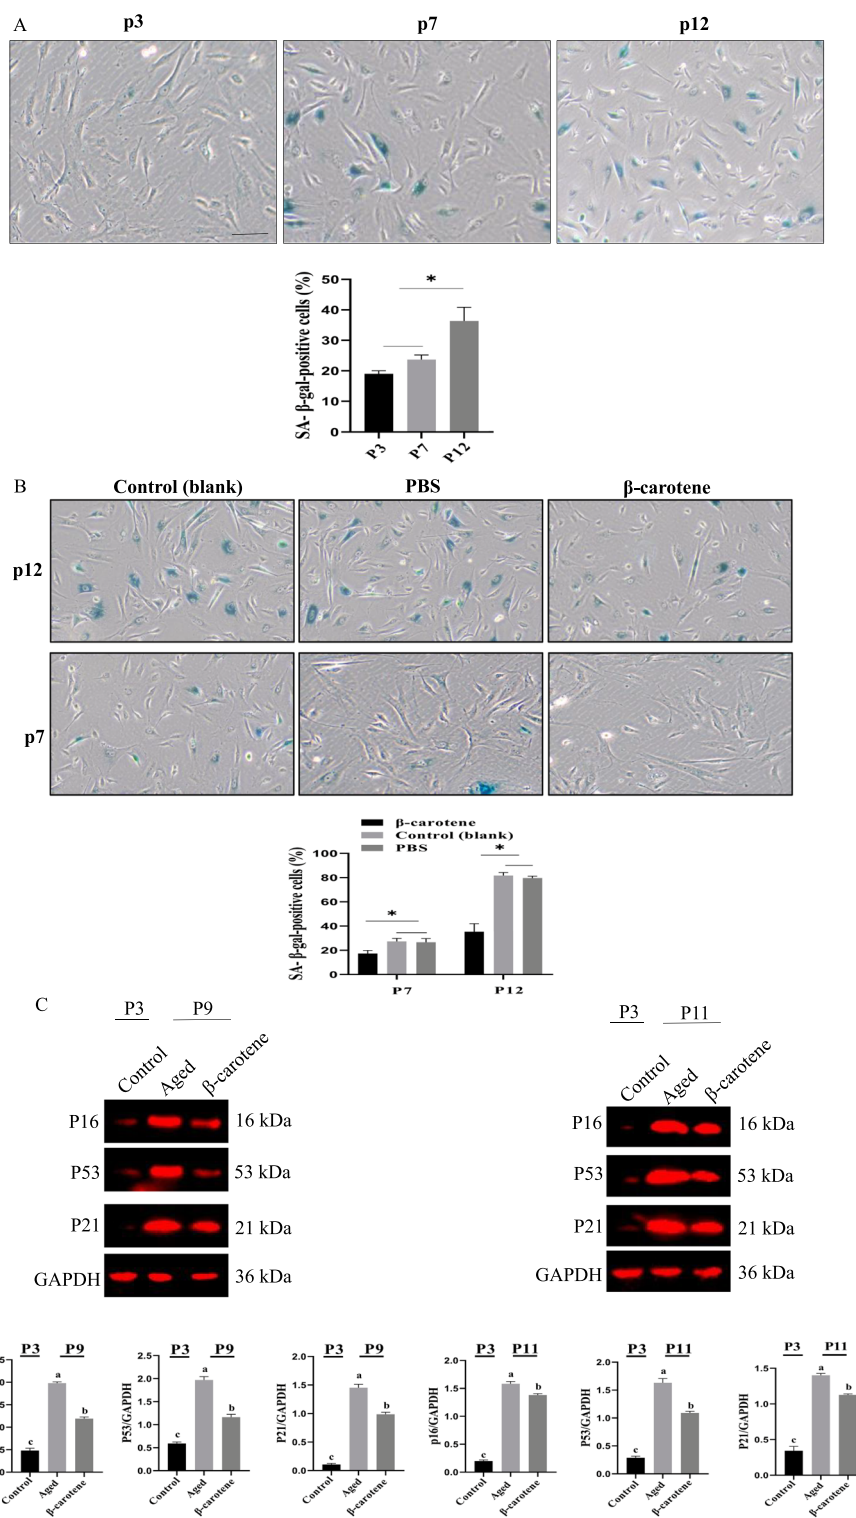 A
p3
p7
p12
SA- β-gal-positive cells (%)
50
40
30
20
10
0
*
P3
P7
P12
B
Control (blank)
PBS
β-carotene
p12
p7
β-carotene
Control (blank)
PBS
SA- β-gal-positive cells (%)
100
80
60
40
20
0
*
*
P7
P12
C
P3
P9
Control
Aged
β-carotene
P16
16 kDa
P53
53 kDa
P21
21 kDa
GAPDH
36 kDa
P3
P11
Control
Aged
β-carotene
P16
16 kDa
P53
53 kDa
P21
21 kDa
GAPDH
36 kDa
P3 P9
c
a
b
Control
Aged
β-carotene
P53/GAPDH
2.5
2.0
1.5
1.0
0.5
0.0
P3 P9
c
a
b
Control
Aged
β-carotene
P21/GAPDH
2.0
1.5
1.0
0.5
0.0
P3 P9
c
a
b
Control
Aged
β-carotene
p16/GAPDH
2.0
1.5
1.0
0.5
0.0
P3 P11
c
a
b
Control
Aged
β-carotene
P53/GAPDH
2.0
1.5
1.0
0.5
0.0
P3 P11
c
a
b
Control
Aged
β-carotene
P21/GAPDH
1.5
1.0
0.5
0.0
P3 P11
c
a
b
Control
Aged
β-carotene